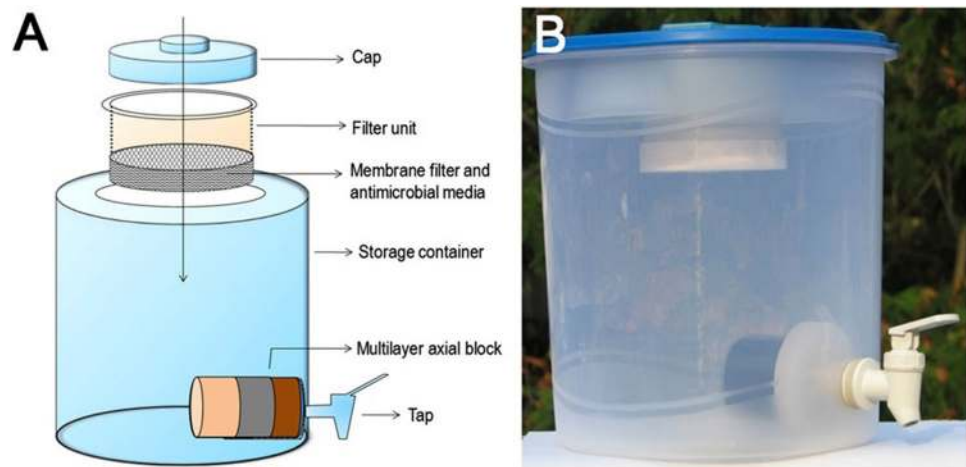 A
Cap
Filter unit
Membrane filter and
antimicrobial media
Storage container
Multilayer axial block
Tap
B